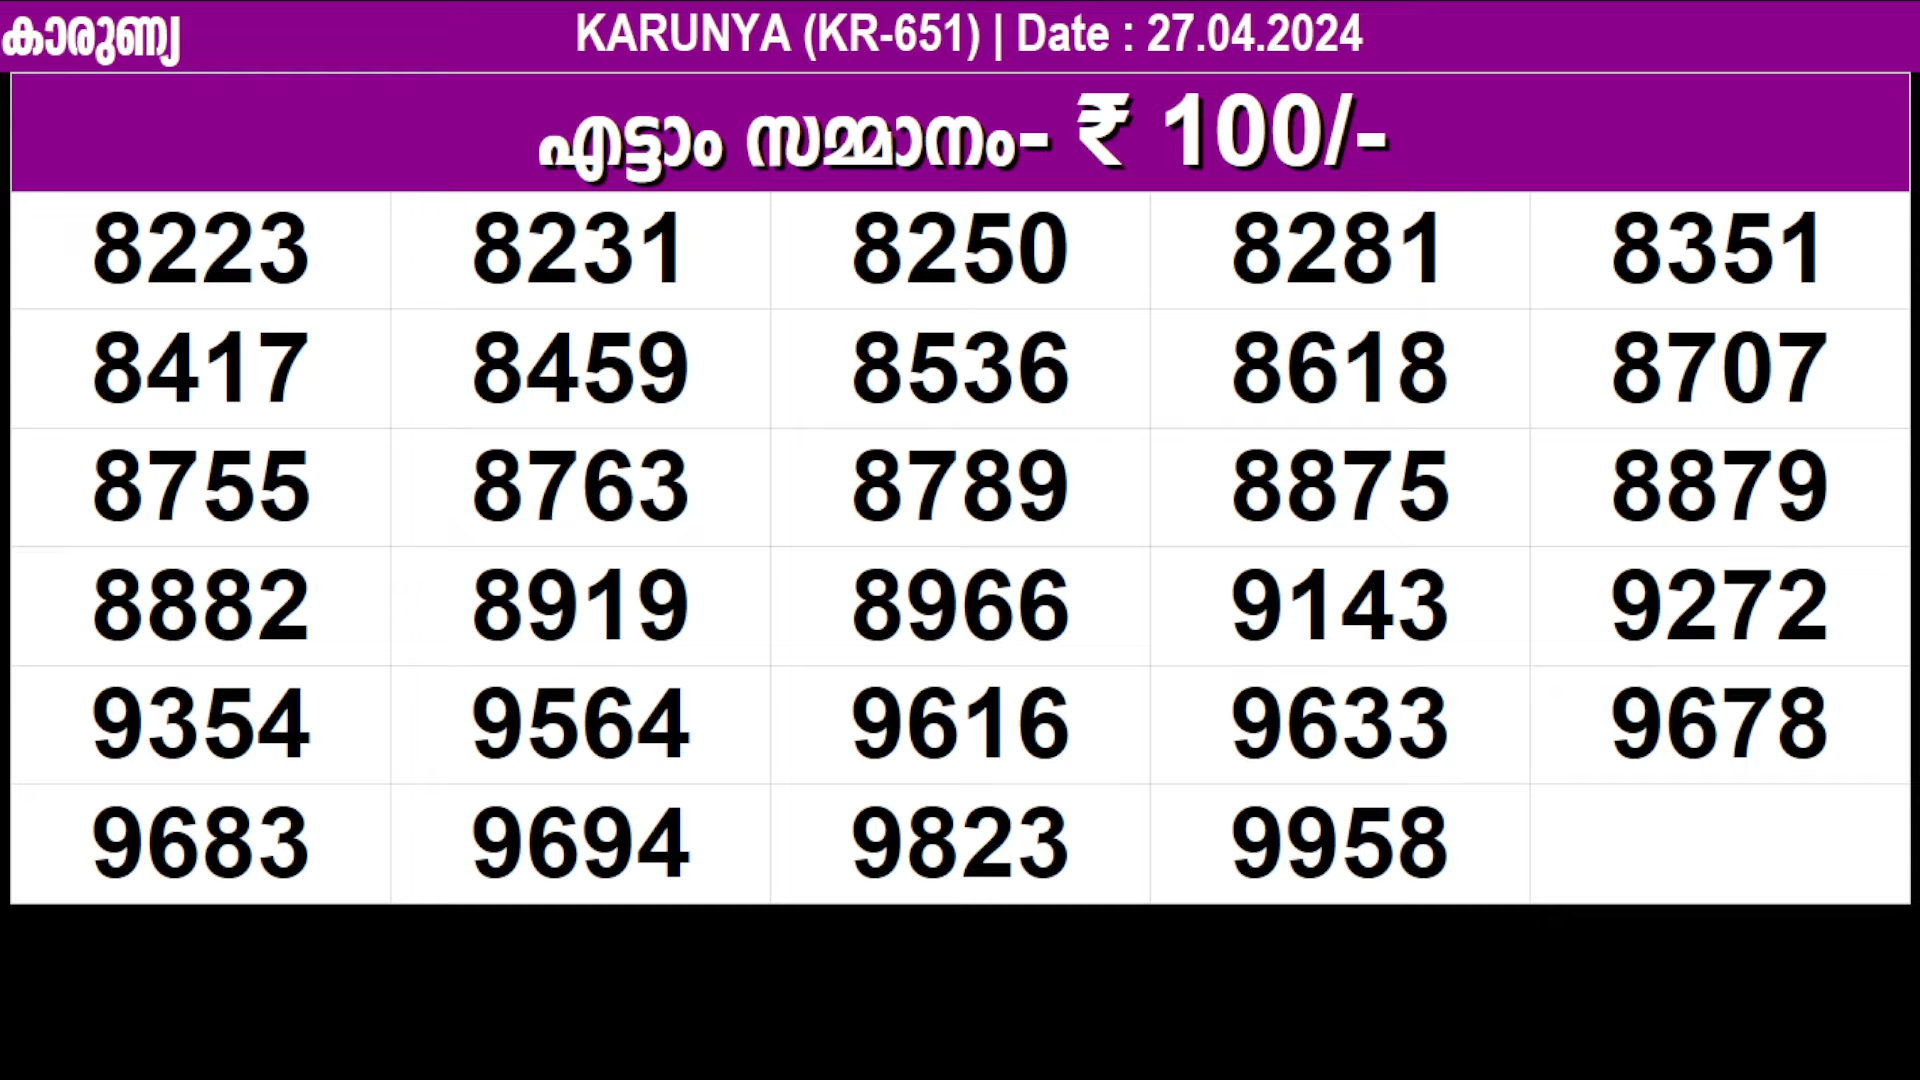 കാരുണ്യ KARUNYA (KR-651) | Date : 27.04.2024
എട്ടാം സമ്മാനം- ₹ 100/-
8223 8231 8250 8281 8351
8417 8459 8536 8618 8707
8755 8763 8789 8875 8879
8882 8919 8966 9143 9272
9354 9564 9616 9633 9678
9683 9694 9823 9958